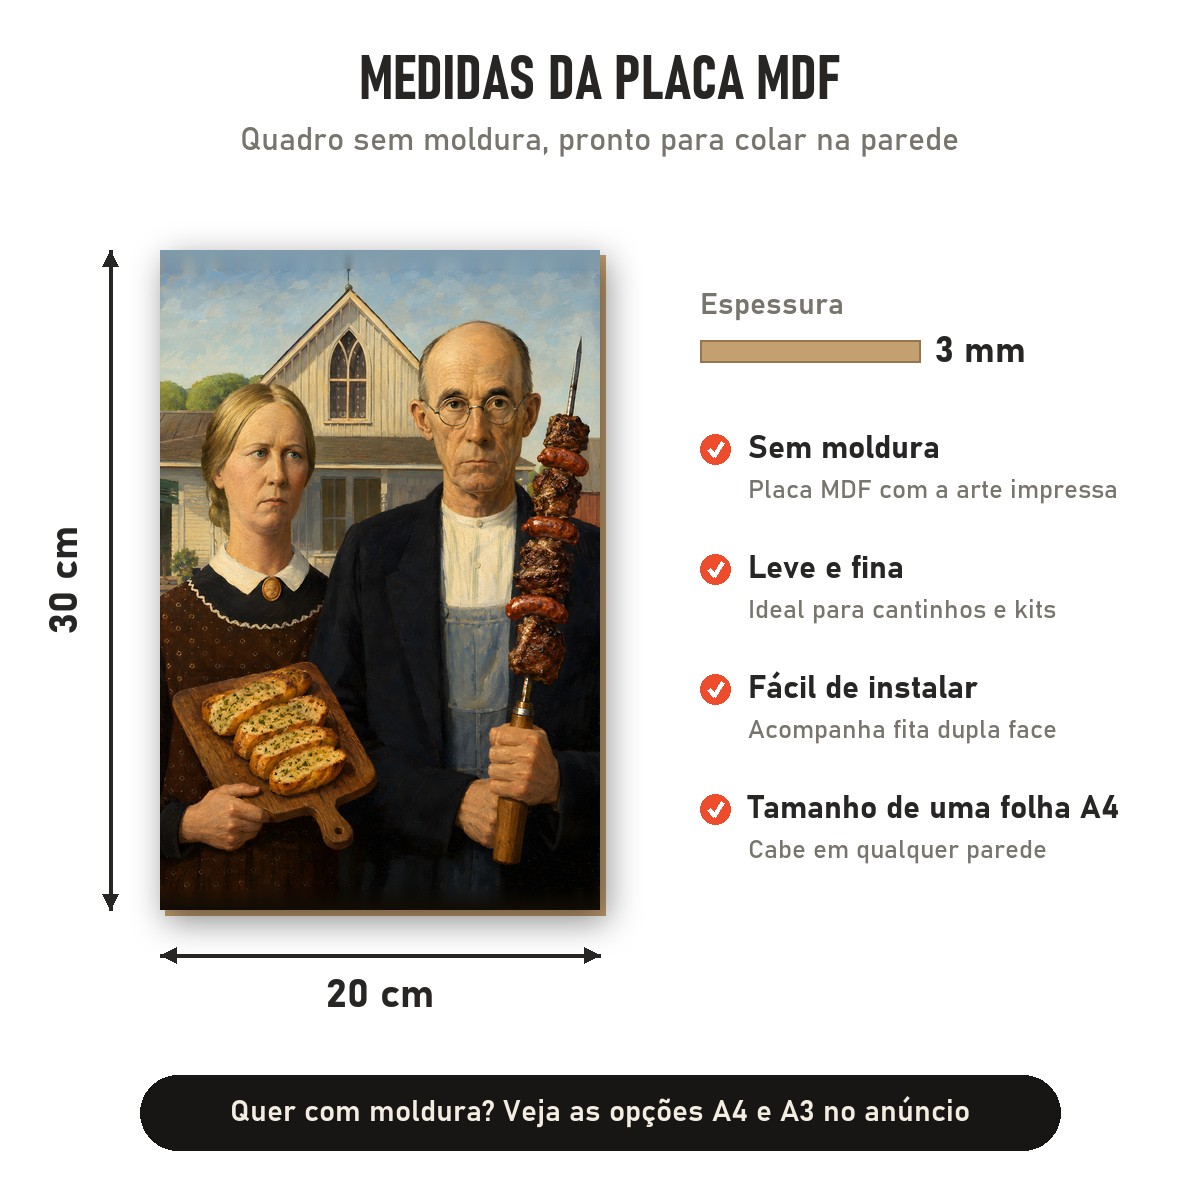 MEDIDAS DA PLACA MDF
Quadro sem moldura, pronto para colar na parede
30 cm
20 cm
Espessura
3 mm
Sem moldura
Placa MDF com a arte impressa
Leve e fina
Ideal para cantinhos e kits
Fácil de instalar
Acompanha fita dupla face
Tamanho de uma folha A4
Cabe em qualquer parede
Quer com moldura? Veja as opções A4 e A3 no anúncio